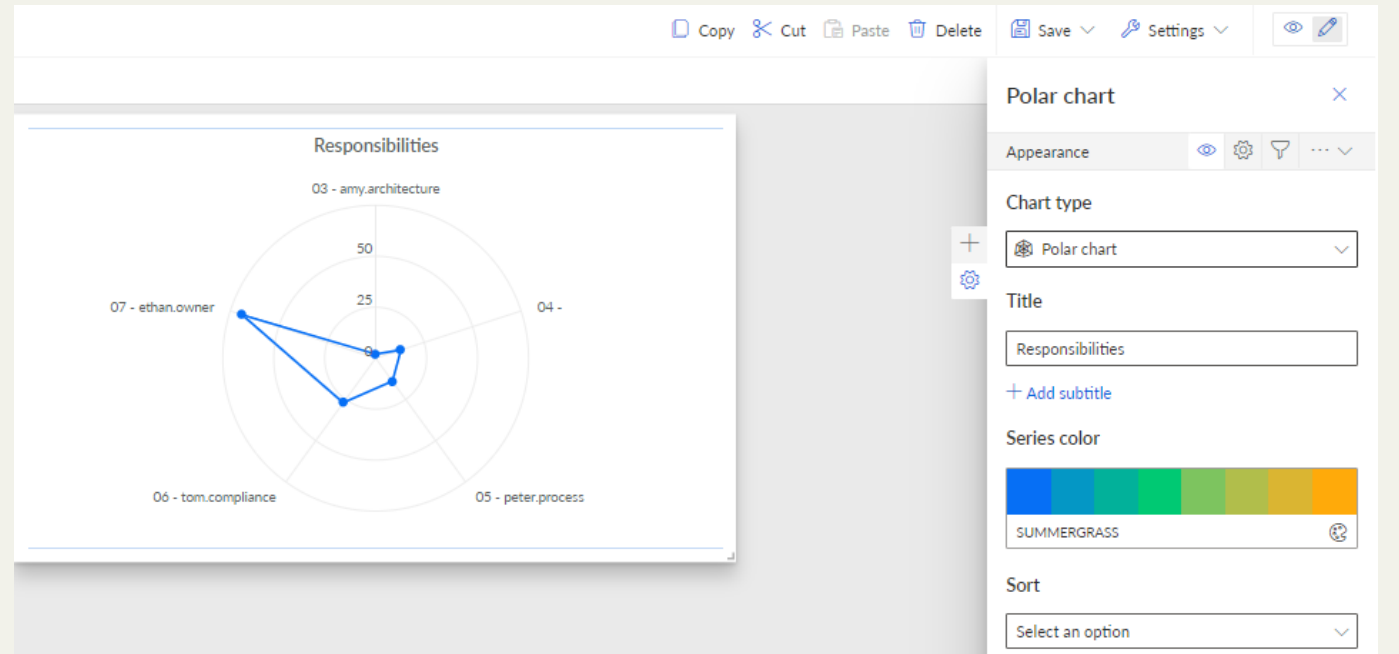 Copy Cut Paste Delete Save Settings
Polar chart
Appearance
Responsibilities
03 - amy.architecture
50
25
0
07 - ethan.owner
04 -
06 - tom.compliance
05 - peter.process
Chart type
Polar chart
Title
Responsibilities
+ Add subtitle
Series color
SUMMERGRASS
Sort
Select an option